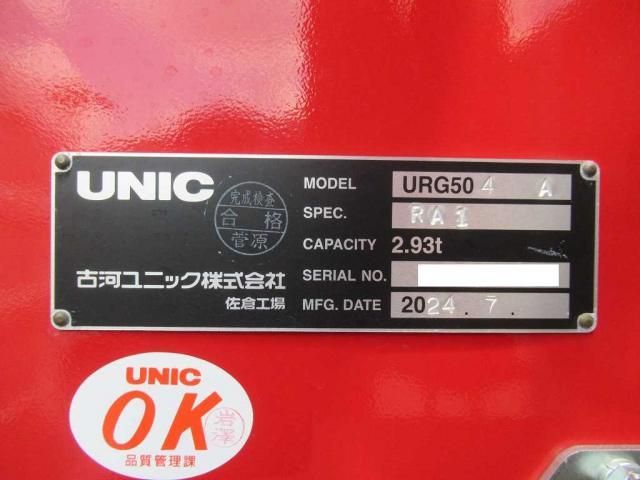 UNIC
完成検査
合格
菅原
古河ユニック株式会社
佐倉工場
MODEL URG50 4 A
SPEC. RA1
CAPACITY 2.93t
SERIAL NO.
MFG. DATE 2024.7.
UNIC
OK
岩澤
品質管理課